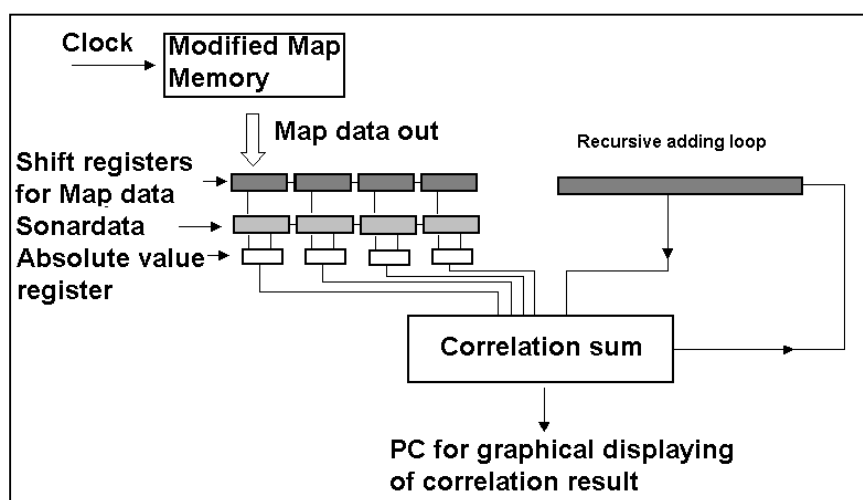 Clock
Modified Map
Memory
Map data out
Recursive adding loop
Shift registers
for Map data
Sonardata
Absolute value
register
Correlation sum
PC for graphical displaying
of correlation result